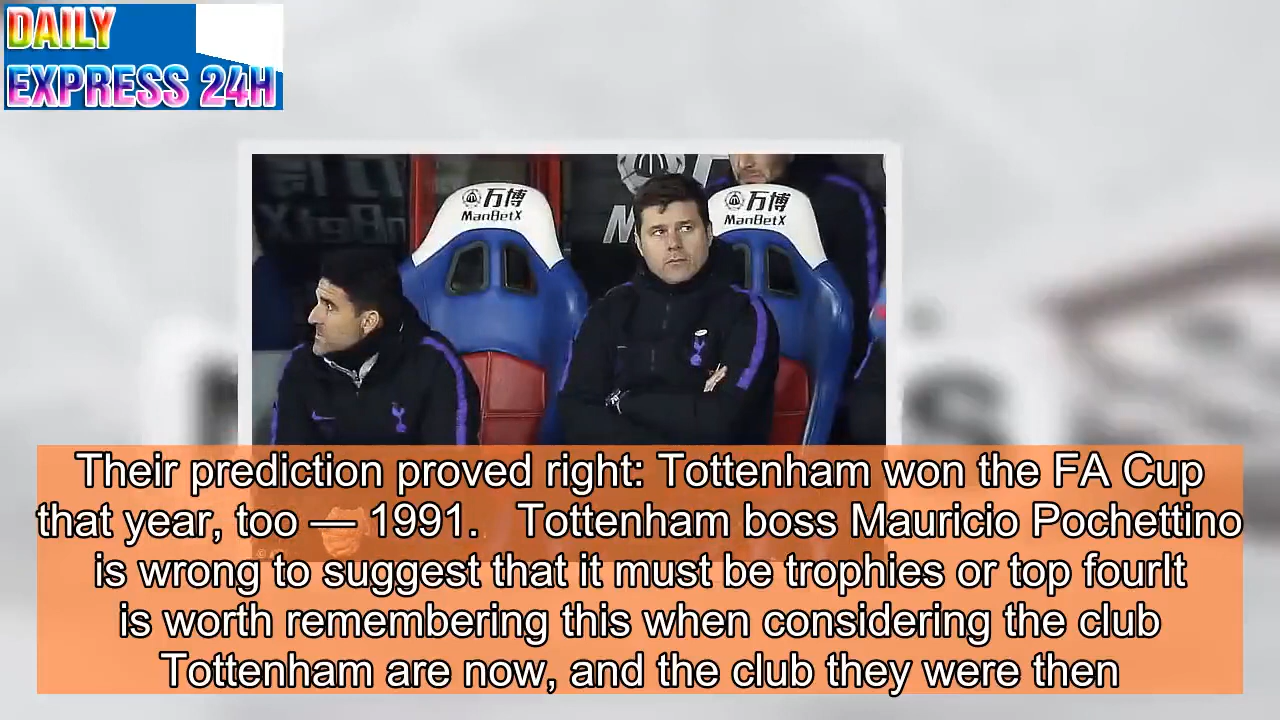 DAILY
EXPRESS 24H
万博
ManBetX
万博
ManBetX
Their prediction proved right: Tottenham won the FA Cup
that year, too — 1991.   Tottenham boss Mauricio Pochettino
is wrong to suggest that it must be trophies or top fourIt
is worth remembering this when considering the club
Tottenham are now, and the club they were then